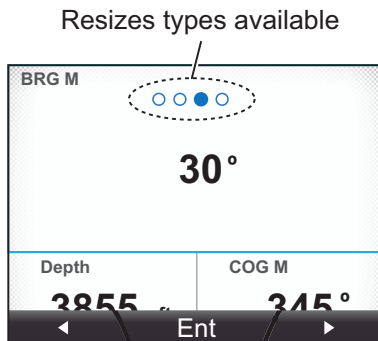 Resizes types available
BRG M
30°
Depth COG M
3855 ft 345°
Ent